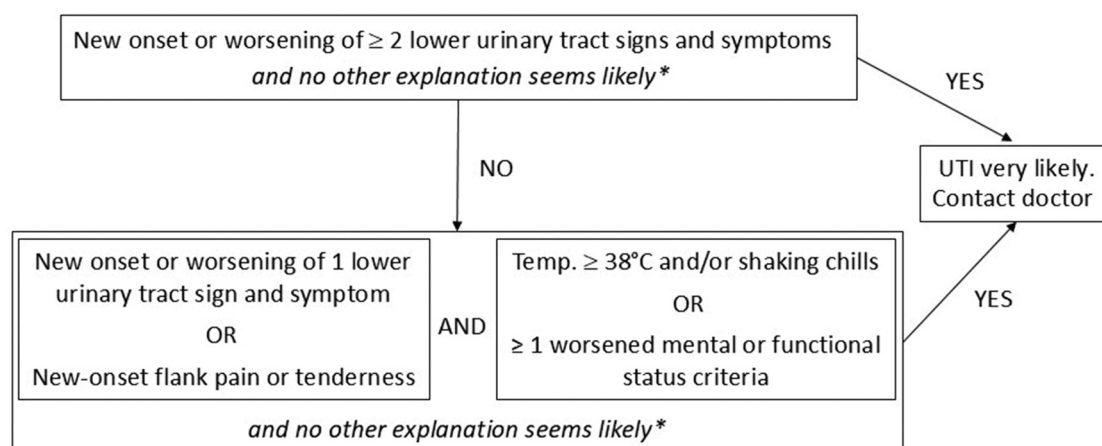 New onset or worsening of ≥ 2 lower urinary tract signs and symptoms
and no other explanation seems likely*
YES
NO
UTI very likely.
Contact doctor
New onset or worsening of 1 lower
urinary tract sign and symptom
OR
New-onset flank pain or tenderness
AND
Temp. ≥ 38°C and/or shaking chills
OR
≥ 1 worsened mental or functional
status criteria
YES
and no other explanation seems likely*